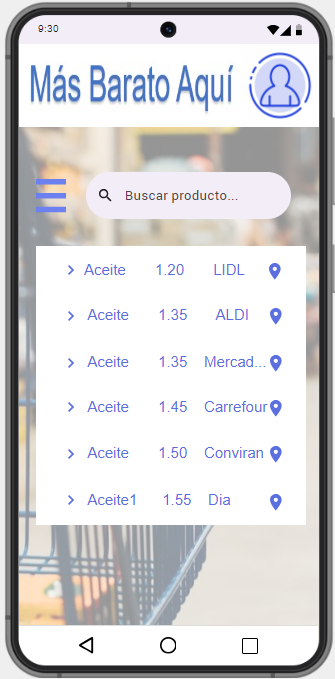 9:30
Más Barato Aquí
Buscar producto...
Aceite 1.20 LIDL
Aceite 1.35 ALDI
Aceite 1.35 Mercad...
Aceite 1.45 Carrefour
Aceite 1.50 Conviran
Aceite1 1.55 Dia